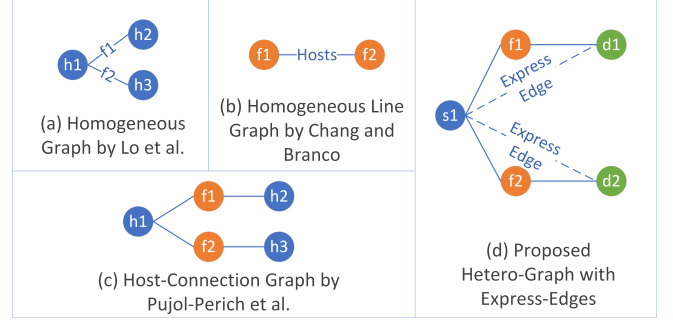 h1
f1
h2
f2
h3
(a) Homogeneous
Graph by Lo et al.
f1
Hosts
f2
(b) Homogeneous Line
Graph by Chang and
Branco
h1
f1
h2
f2
h3
(c) Host-Connection Graph by
Pujol-Perich et al.
f1
d1
Express
Edge
s1
Express
Edge
f2
d2
(d) Proposed
Hetero-Graph with
Express-Edges